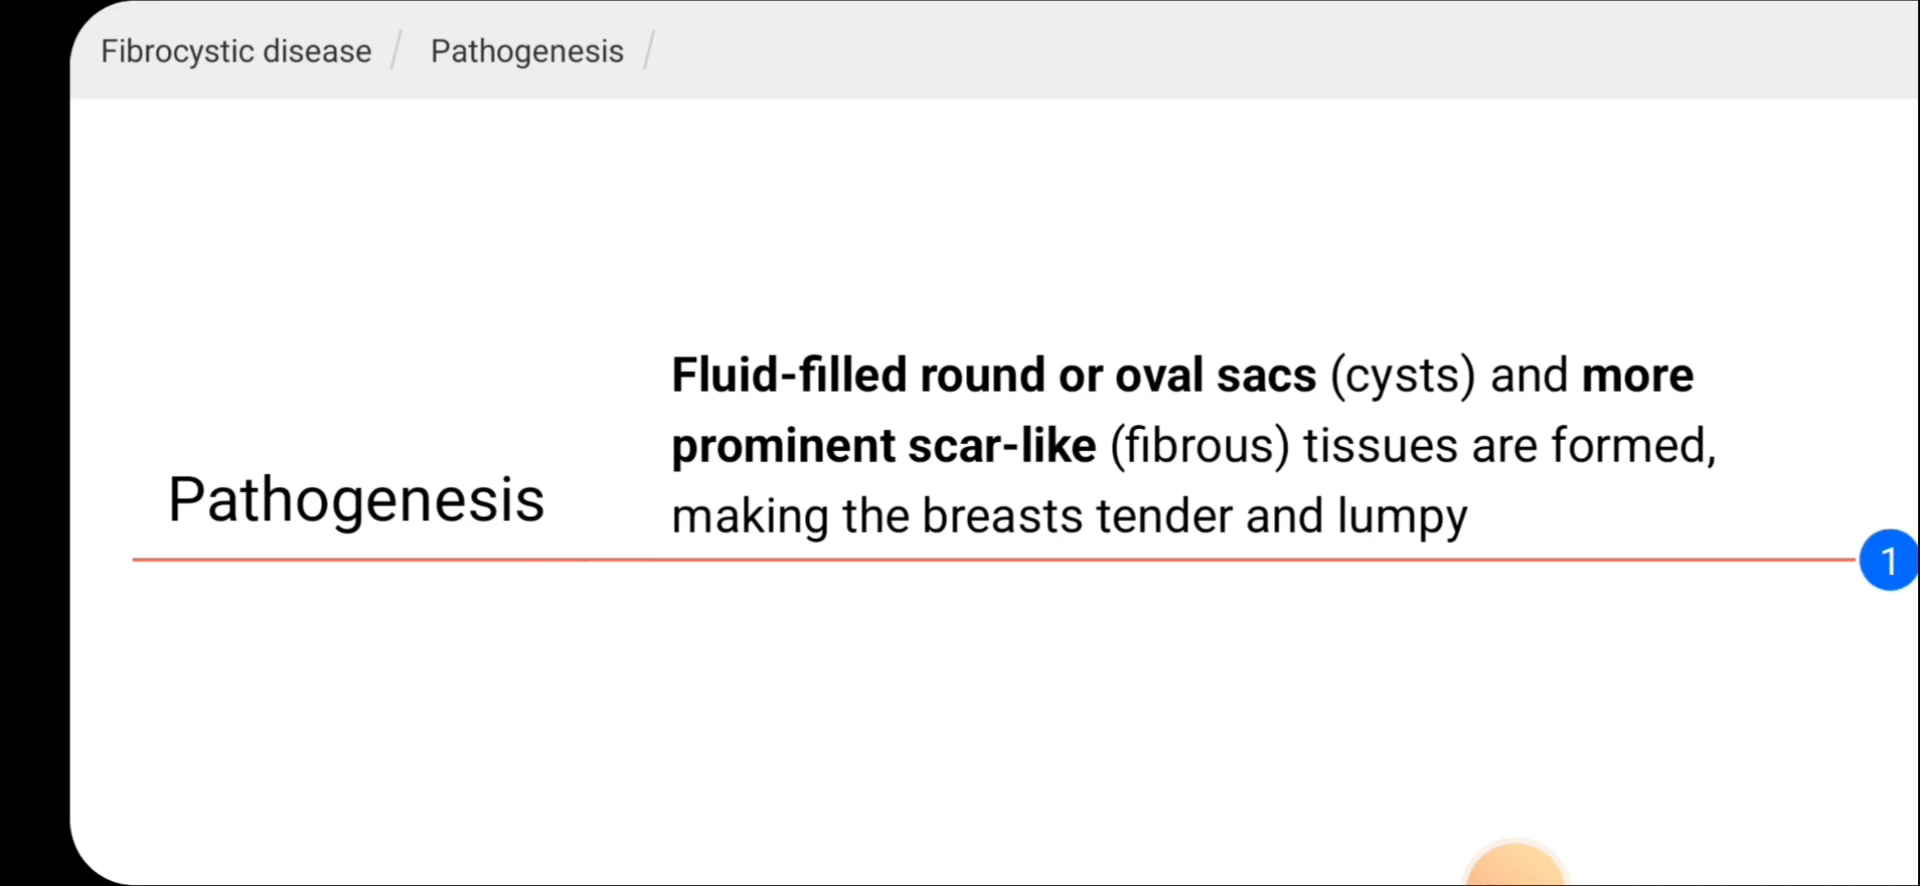 Fibrocystic disease / Pathogenesis /
Fluid-filled round or oval sacs (cysts) and more
prominent scar-like (fibrous) tissues are formed,
making the breasts tender and lumpy
Pathogenesis
1